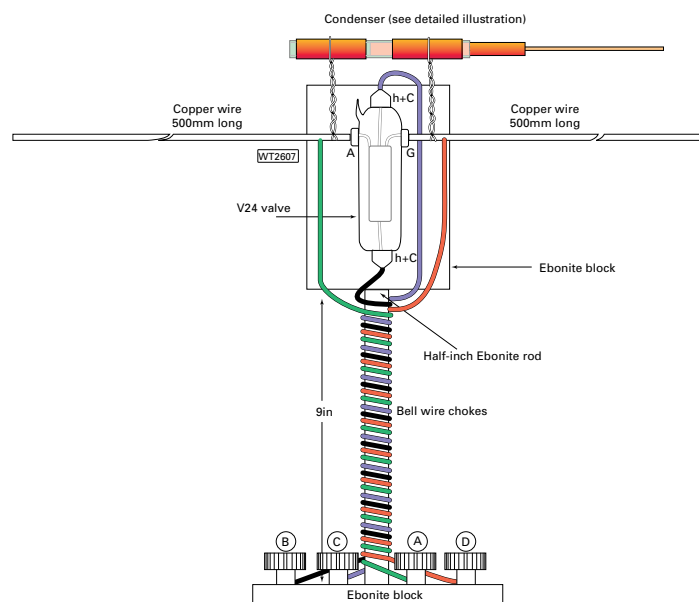 Condenser (see detailed illustration)
h+C
Copper wire
500mm long
Copper wire
500mm long
WT2607
A
G
V24 valve
h+C
Ebonite block
Half-inch Ebonite rod
9in
Bell wire chokes
B
C
A
D
Ebonite block